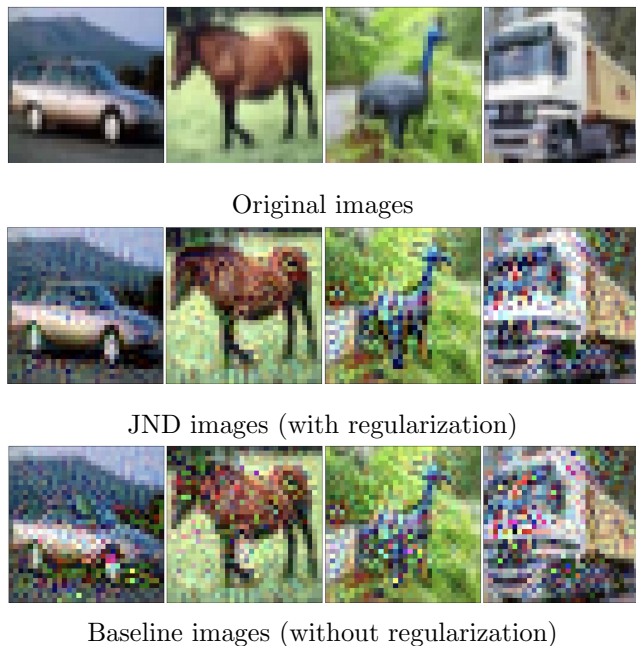 Original images
JND images (with regularization)
Baseline images (without regularization)